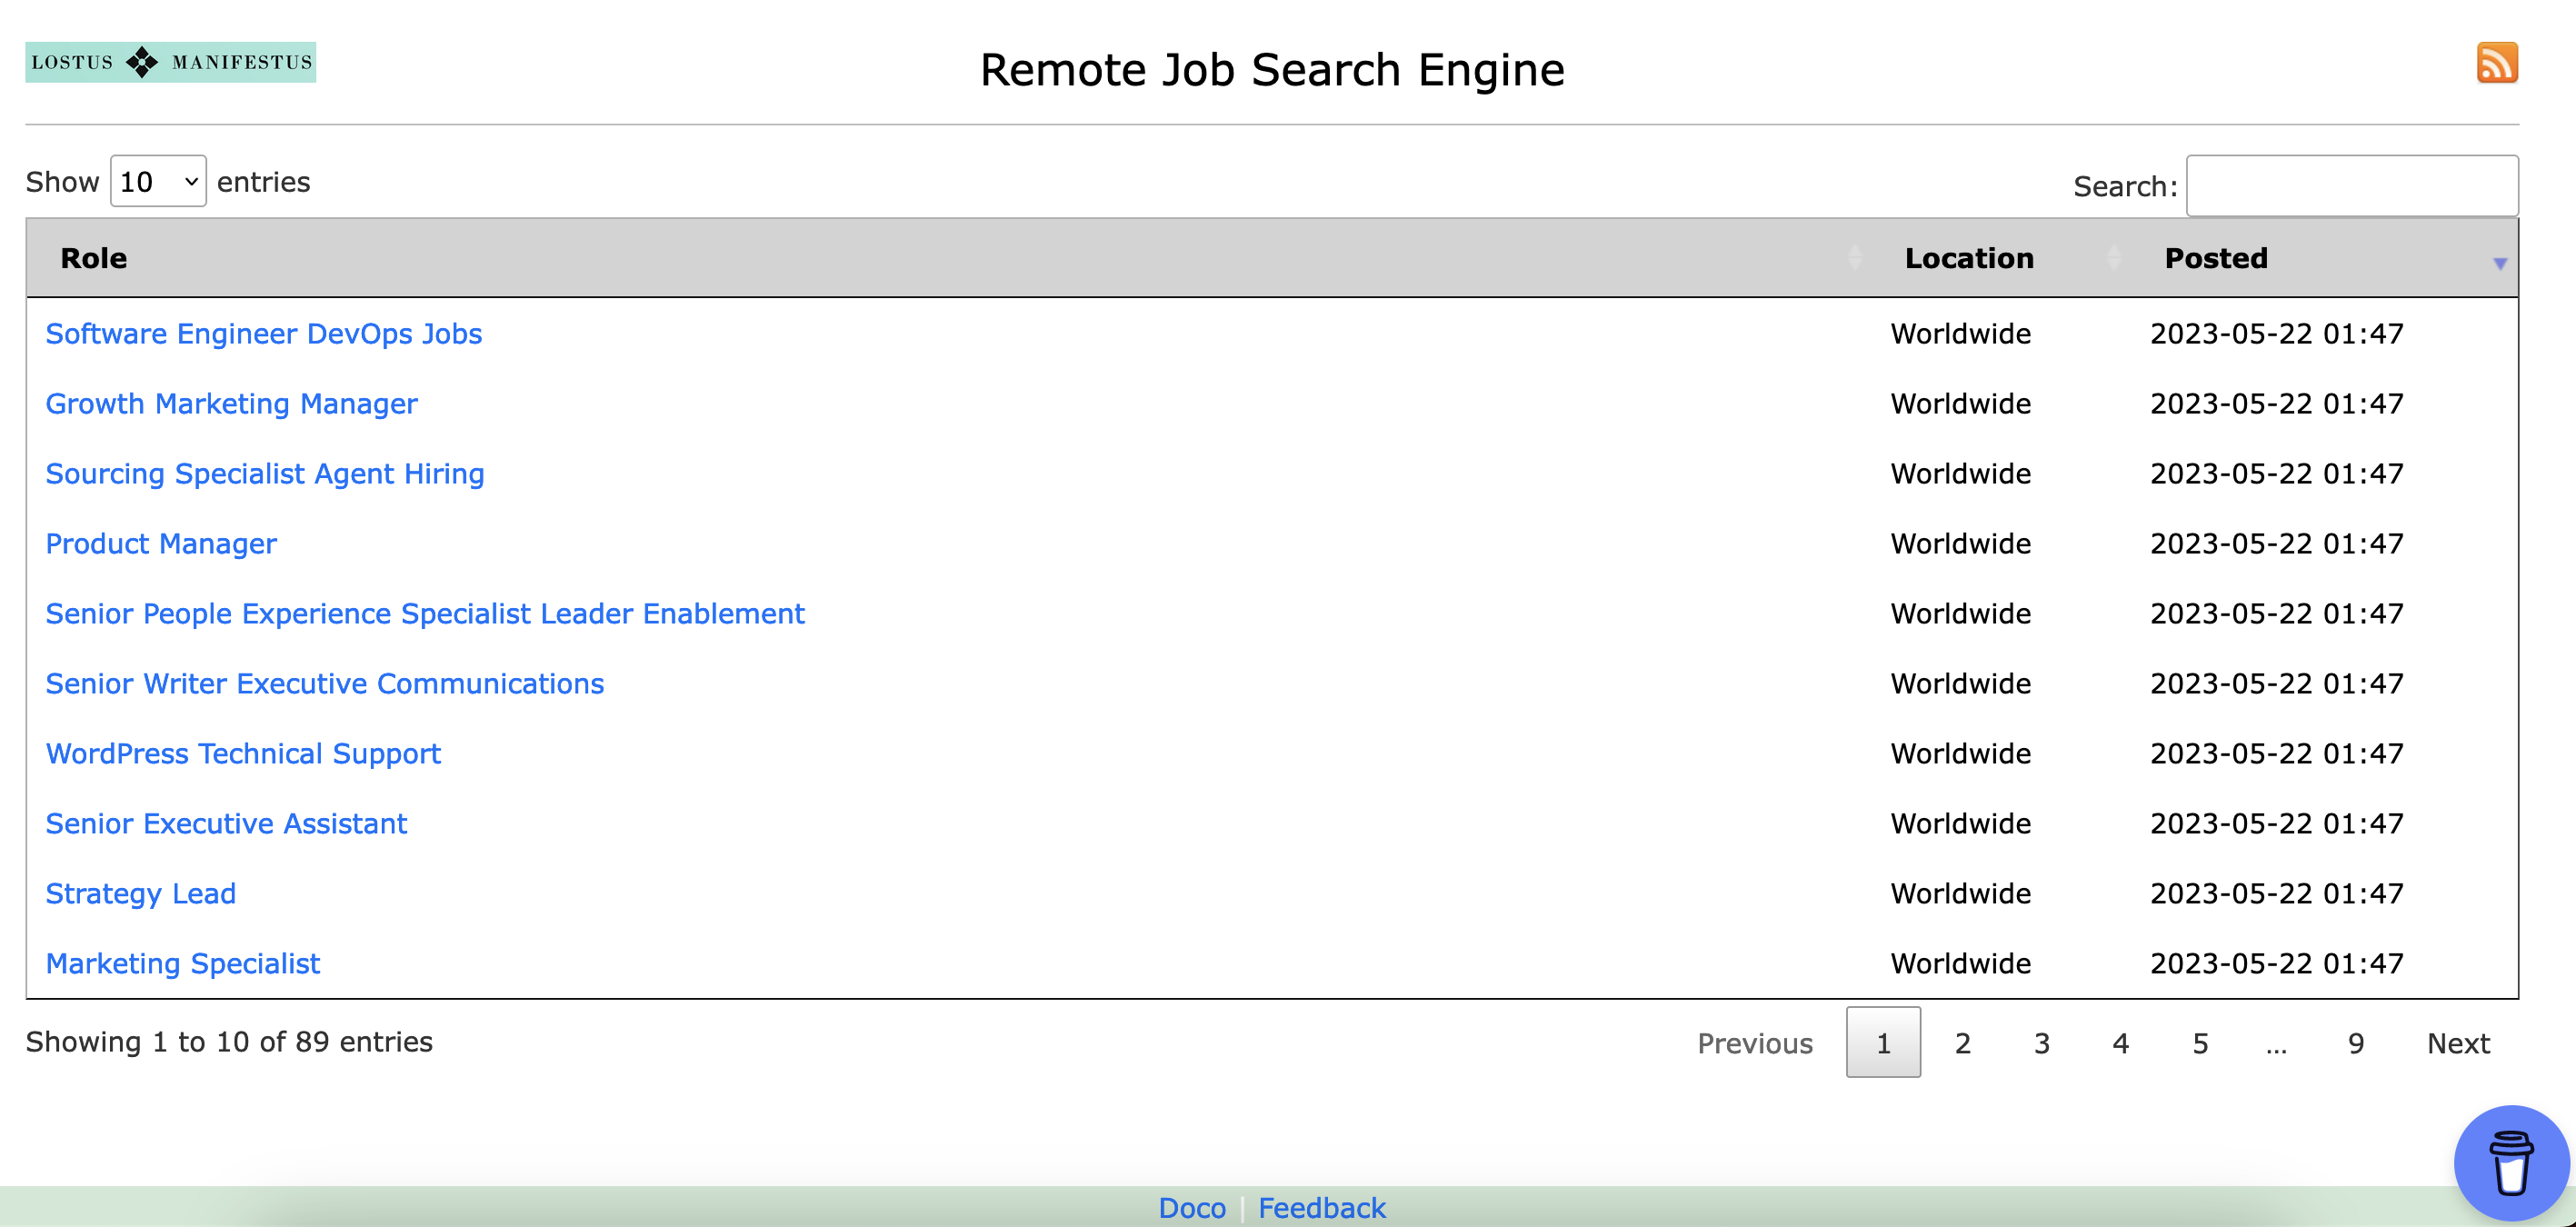 LOSTUS MANIFESTUS
Remote Job Search Engine
Show 10 entries
Search:
Role Location Posted
Software Engineer DevOps Jobs Worldwide 2023-05-22 01:47
Growth Marketing Manager Worldwide 2023-05-22 01:47
Sourcing Specialist Agent Hiring Worldwide 2023-05-22 01:47
Product Manager Worldwide 2023-05-22 01:47
Senior People Experience Specialist Leader Enablement Worldwide 2023-05-22 01:47
Senior Writer Executive Communications Worldwide 2023-05-22 01:47
WordPress Technical Support Worldwide 2023-05-22 01:47
Senior Executive Assistant Worldwide 2023-05-22 01:47
Strategy Lead Worldwide 2023-05-22 01:47
Marketing Specialist Worldwide 2023-05-22 01:47
Showing 1 to 10 of 89 entries
Previous 1 2 3 4 5 ... 9 Next
Doco | Feedback